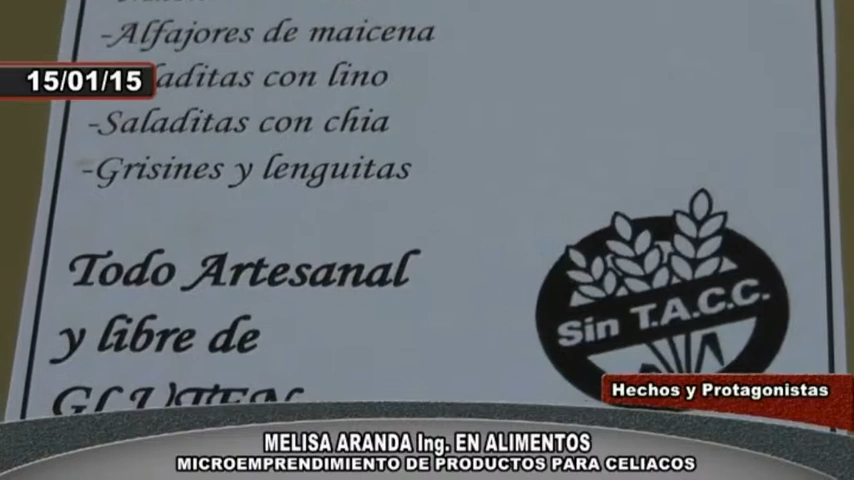 -Alfajores de maicena
15/01/15
aditas con lino
-Saladitas con chia
-Grisines y lenguitas
Todo Artesanal
y libre de
GLUTEN
Sin T.A.C.C.
Hechos y Protagonistas
MELISA ARANDA Ing. EN ALIMENTOS
MICROEMPRENDIMIENTO DE PRODUCTOS PARA CELIACOS